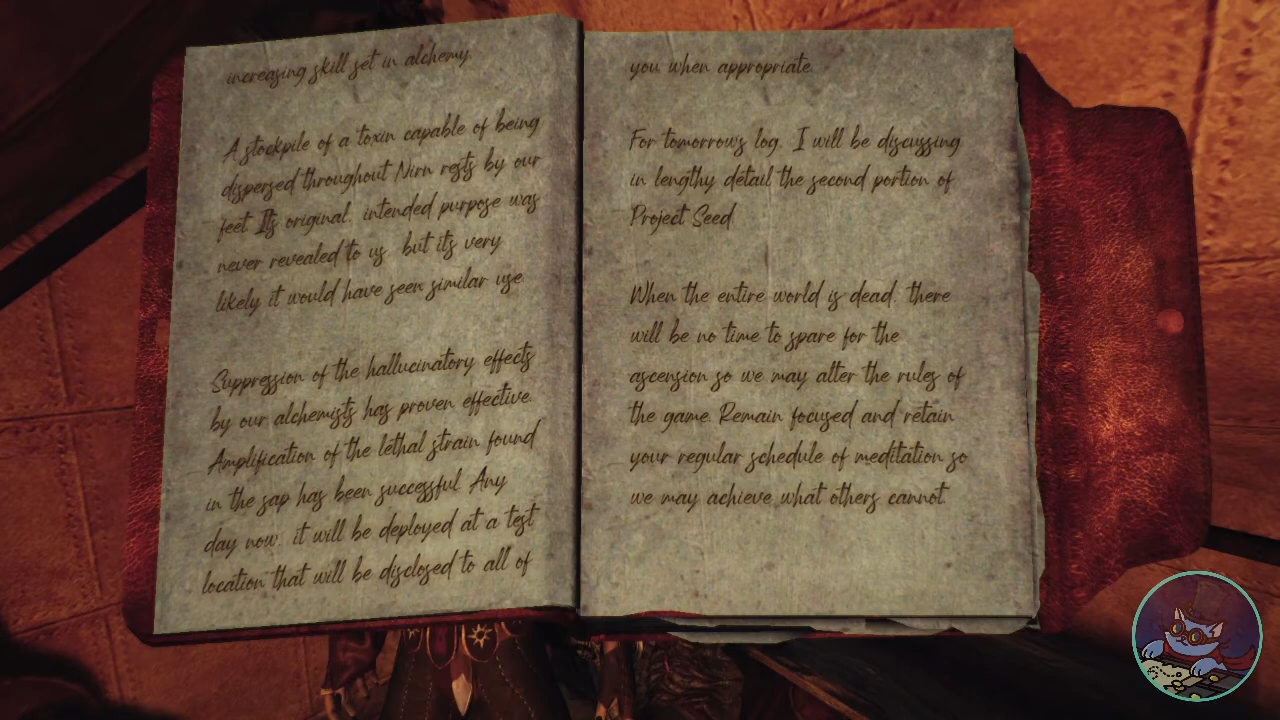 increasing skill set in alchemy.
A stockpile of a toxin capable of being
dispersed throughout Nirn rests by our
feet. Its original, intended purpose was
never revealed to us, but its very
likely it would have seen similar use.
Suppression of the hallucinatory effects
by our alchemists has proven effective.
Amplification of the lethal strain found
in the sap has been successful. Any
day now, it will be deployed at a test
location that will be disclosed to all of
you when appropriate.
For tomorrows log, I will be discussing
in lengthy detail the second portion of
Project Seed.
When the entire world is dead, there
will be no time to spare for the
ascension so we may alter the rules of
the game. Remain focused and retain
your regular schedule of meditation so
we may achieve what others cannot.